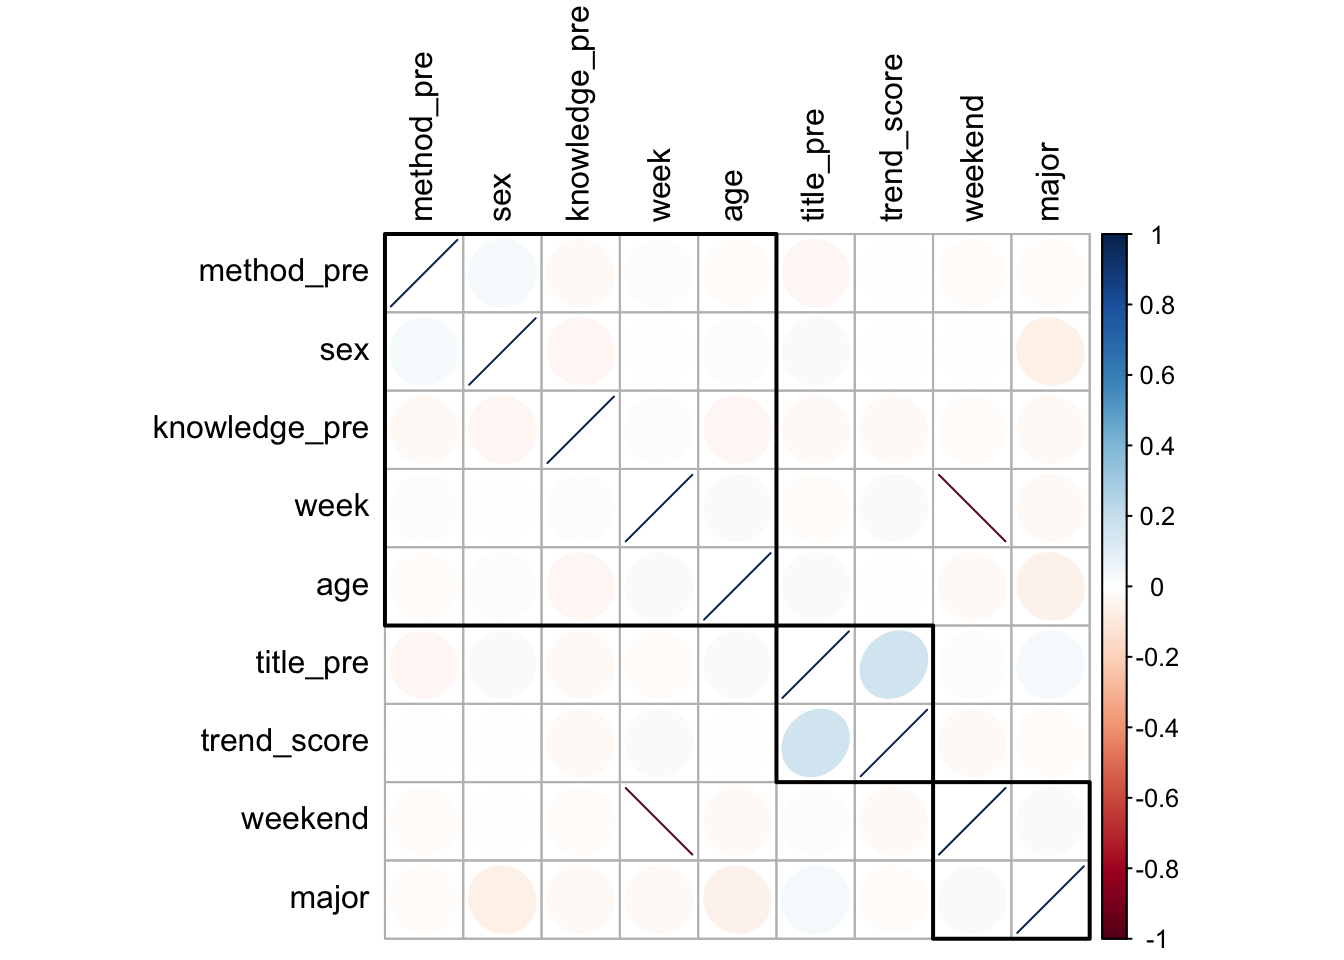 method_pre
sex
knowledge_pre
week
age
title_pre
trend_score
weekend
major
method_pre
sex
knowledge_pre
week
age
title_pre
trend_score
weekend
major
1
0.8
0.6
0.4
0.2
0
-0.2
-0.4
-0.6
-0.8
-1